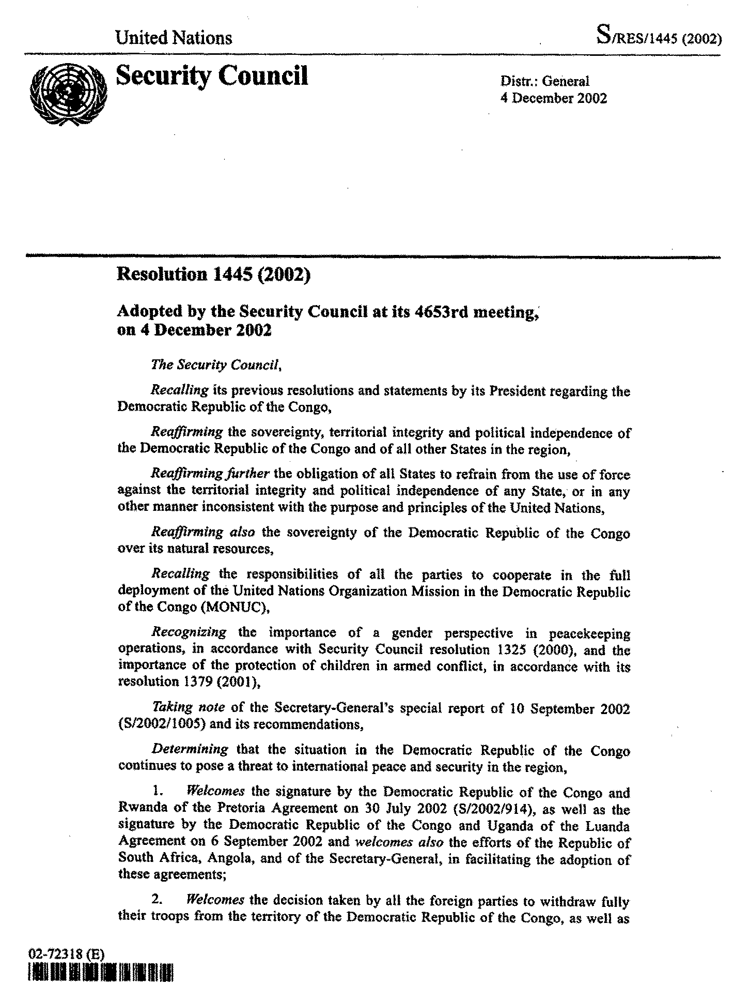 United Nations
S/RES/1445 (2002)
Security Council
Distr.: General
4 December 2002
Resolution 1445 (2002)
Adopted by the Security Council at its 4653rd meeting,
on 4 December 2002
The Security Council,
Recalling its previous resolutions and statements by its President regarding the
Democratic Republic of the Congo,
Reaffirming the sovereignty, territorial integrity and political independence of
the Democratic Republic of the Congo and of all other States in the region,
Reaffirming further the obligation of all States to refrain from the use of force
against the territorial integrity and political independence of any State, or in any
other manner inconsistent with the purpose and principles of the United Nations,
Reaffirming also the sovereignty of the Democratic Republic of the Congo
over its natural resources,
Recalling the responsibilities of all the parties to cooperate in the full
deployment of the United Nations Organization Mission in the Democratic Republic
of the Congo (MONUC),
Recognizing the importance of a gender perspective in peacekeeping
operations, in accordance with Security Council resolution 1325 (2000), and the
importance of the protection of children in armed conflict, in accordance with its
resolution 1379 (2001),
Taking note of the Secretary-General's special report of 10 September 2002
(S/2002/1005) and its recommendations,
Determining that the situation in the Democratic Republic of the Congo
continues to pose a threat to international peace and security in the region,
1. Welcomes the signature by the Democratic Republic of the Congo and
Rwanda of the Pretoria Agreement on 30 July 2002 (S/2002/914), as well as the
signature by the Democratic Republic of the Congo and Uganda of the Luanda
Agreement on 6 September 2002 and welcomes also the efforts of the Republic of
South Africa, Angola, and of the Secretary-General, in facilitating the adoption of
these agreements;
2. Welcomes the decision taken by all the foreign parties to withdraw fully
their troops from the territory of the Democratic Republic of the Congo, as well as
02-72318 (E)